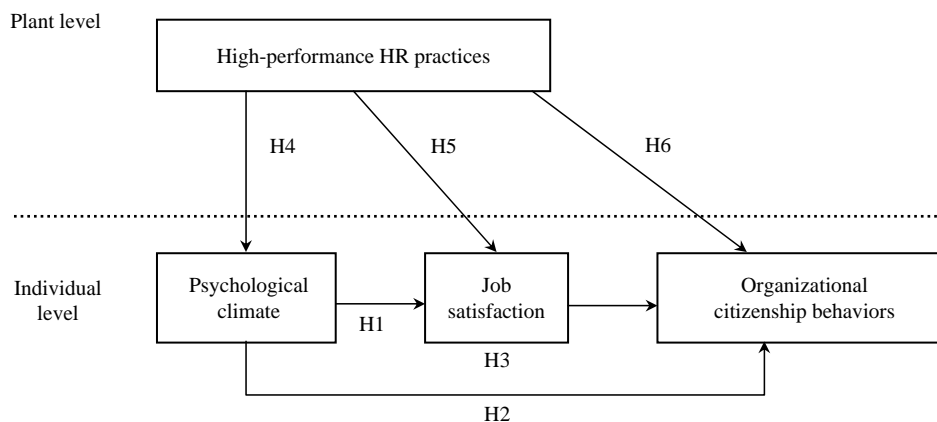 Plant level
High-performance HR practices
H4
H5
H6
Individual
level
Psychological
climate
H1
Job
satisfaction
H3
Organizational
citizenship behaviors
H2